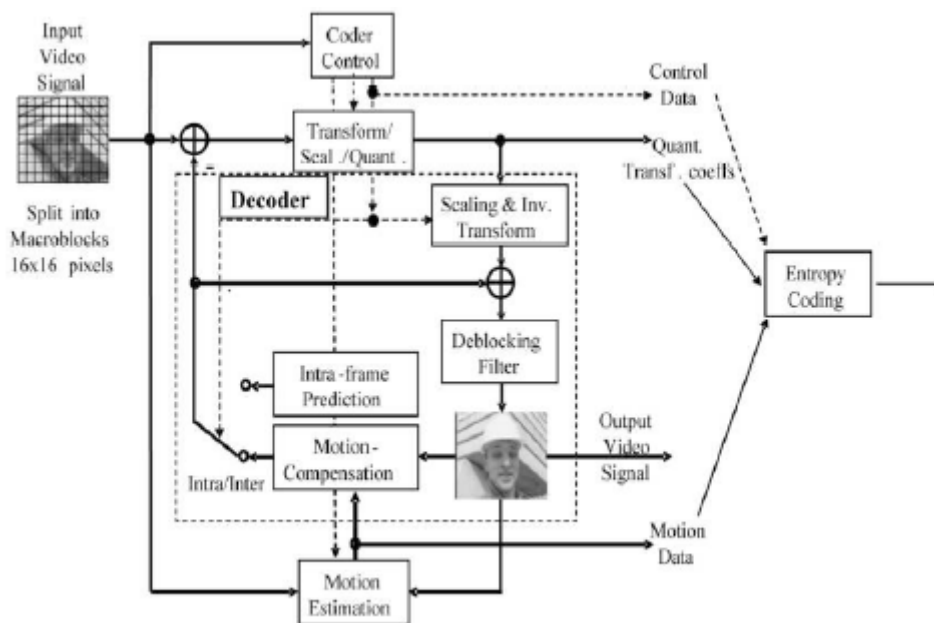 Input
Video
Signal
Coder
Control
Control
Data
Transform/
Scal./Quant.
Quant.
Transf. coeffs
Decoder
Scaling & Inv.
Transform
Split into
Macroblocks
16x16 pixels
Entropy
Coding
Deblocking
Filter
Intra-frame
Prediction
Output
Video
Signal
Motion-
Compensation
Intra/Inter
Motion
Data
Motion
Estimation